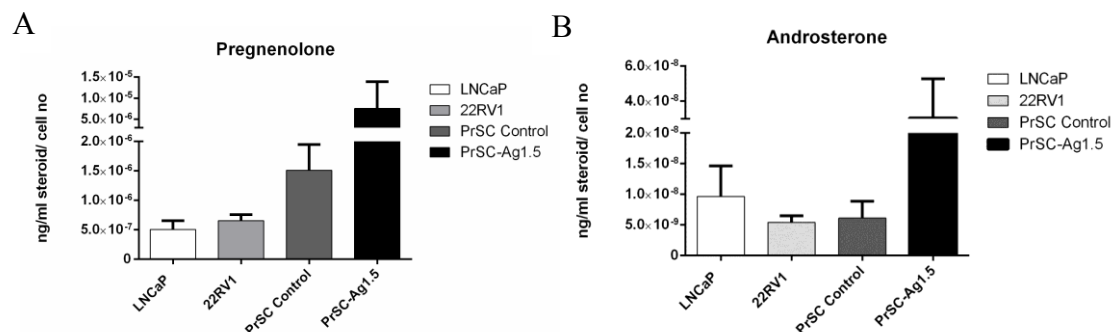 A
Pregnenolone
ng/ml steroid/ cell no
1.5×10⁻⁵
1.0×10⁻⁵
5.0×10⁻⁶
2.0×10⁻⁶
1.5×10⁻⁶
1.0×10⁻⁶
5.0×10⁻⁷
0
LNCaP
22RV1
PrSC Control
PrSC-Ag1.5
LNCaP
22RV1
PrSC Control
PrSC-Ag1.5
B
Androsterone
ng/ml steroid/ cell no
6.0×10⁻⁸
4.0×10⁻⁸
2.0×10⁻⁸
1.5×10⁻⁸
1.0×10⁻⁸
5.0×10⁻⁹
0
LNCaP
22RV1
PrSC Control
PrSC-Ag1.5
LNCaP
22RV1
PrSC Control
PrSC-Ag1.5